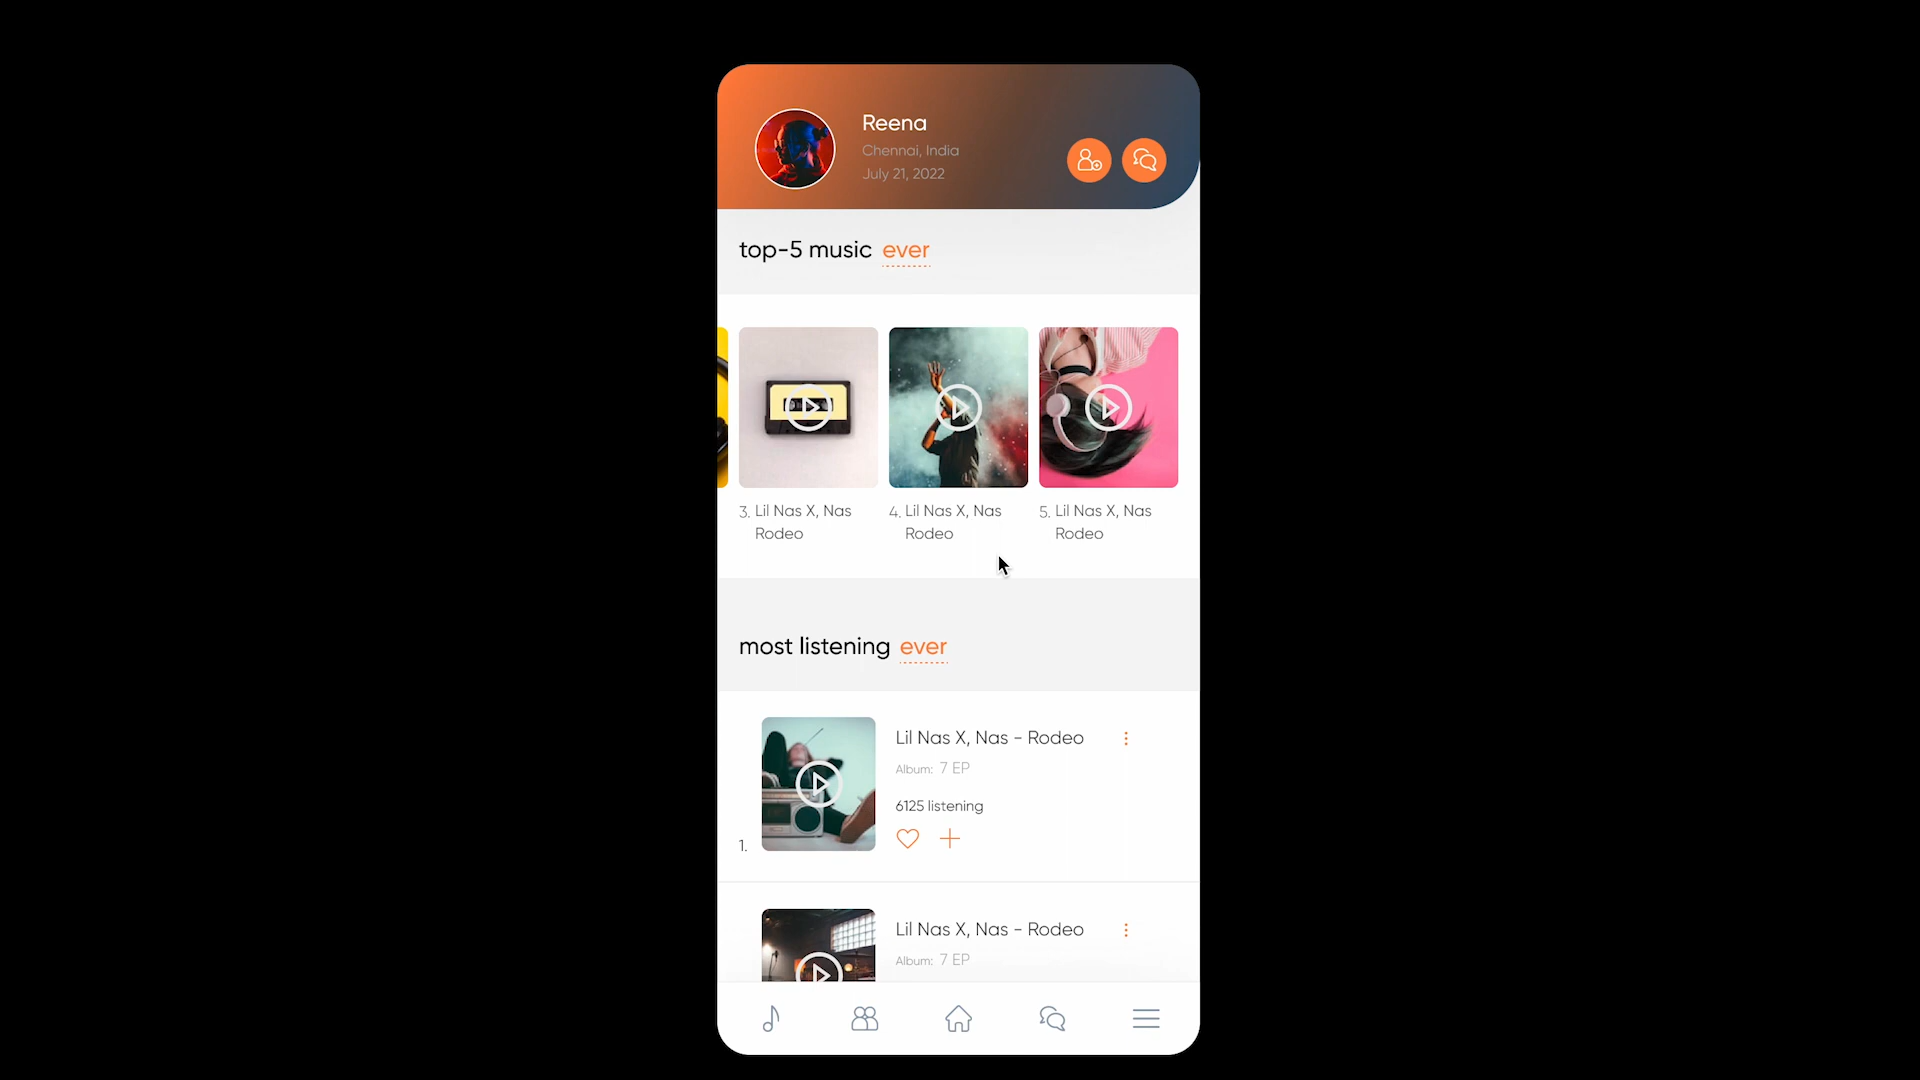 Reena
Chennai, India
July 21, 2022
top-5 music ever
3. Lil Nas X, Nas
Rodeo
4. Lil Nas X, Nas
Rodeo
5. Lil Nas X, Nas
Rodeo
most listening ever
Lil Nas X, Nas - Rodeo
Album: 7 EP
6125 listening
1.
Lil Nas X, Nas - Rodeo
Album: 7 EP